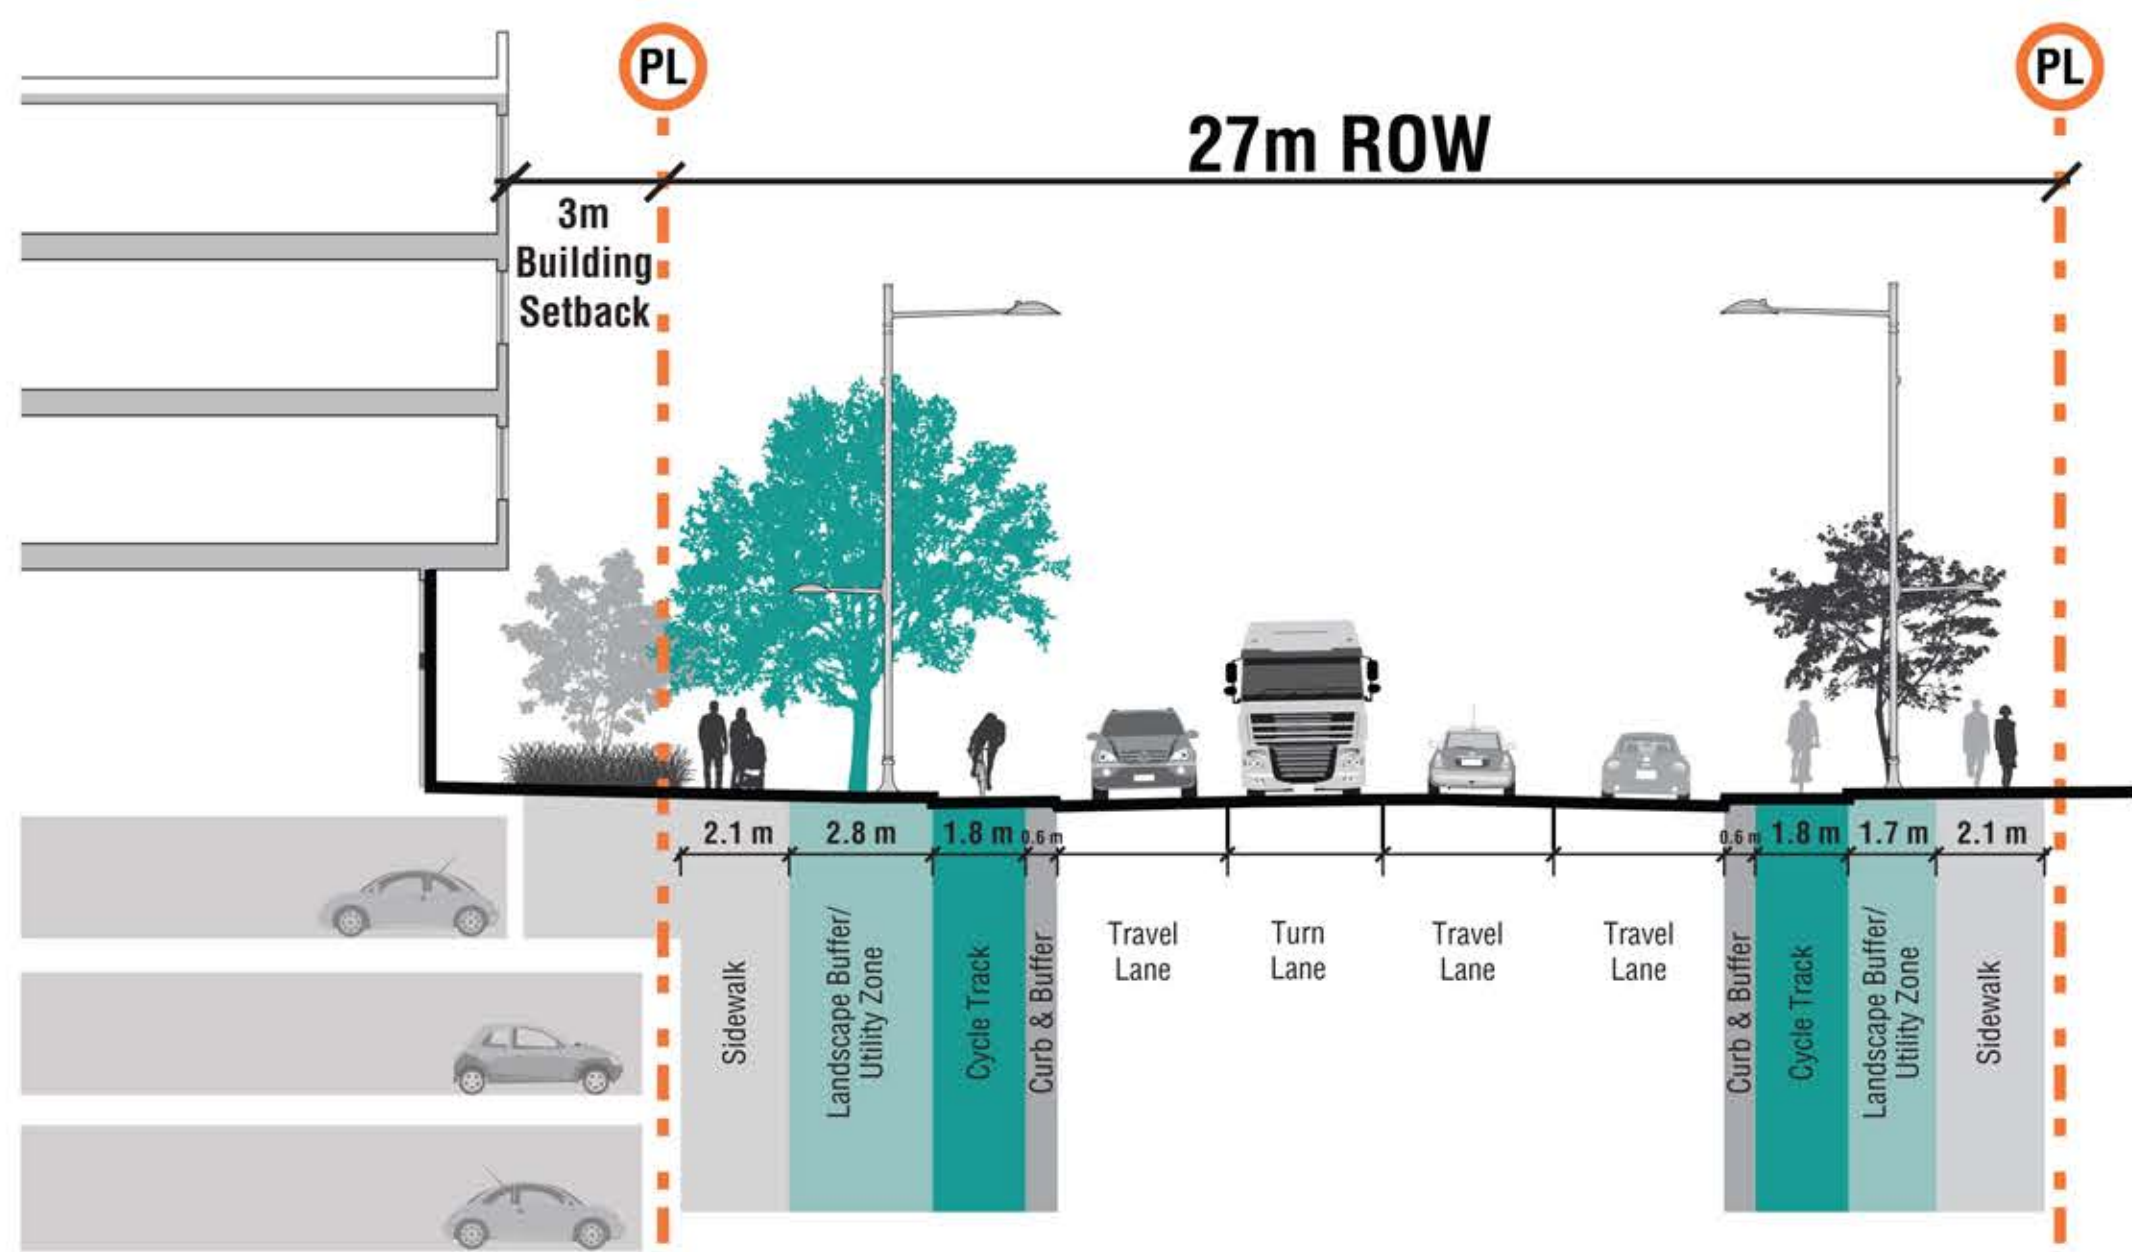 PL
PL
27m ROW
3m
Building
Setback
2.1 m
2.8 m
1.8 m
0.6 m
0.6 m
1.8 m
1.7 m
2.1 m
Sidewalk
Landscape Buffer/
Utility Zone
Cycle Track
Curb & Buffer
Travel
Lane
Turn
Lane
Travel
Lane
Travel
Lane
Curb & Buffer
Cycle Track
Landscape Buffer/
Utility Zone
Sidewalk